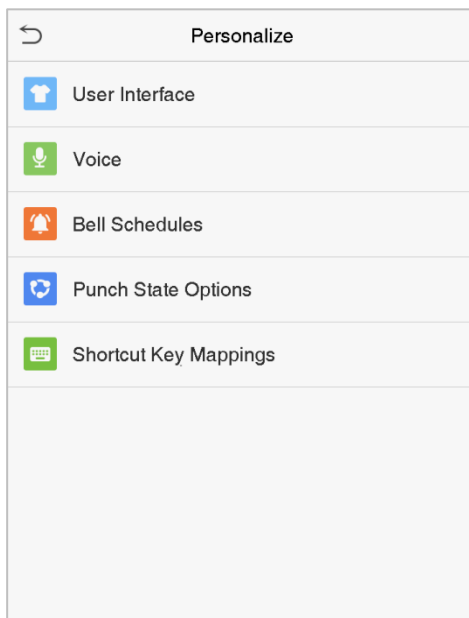 Personalize
User Interface
Voice
Bell Schedules
Punch State Options
Shortcut Key Mappings